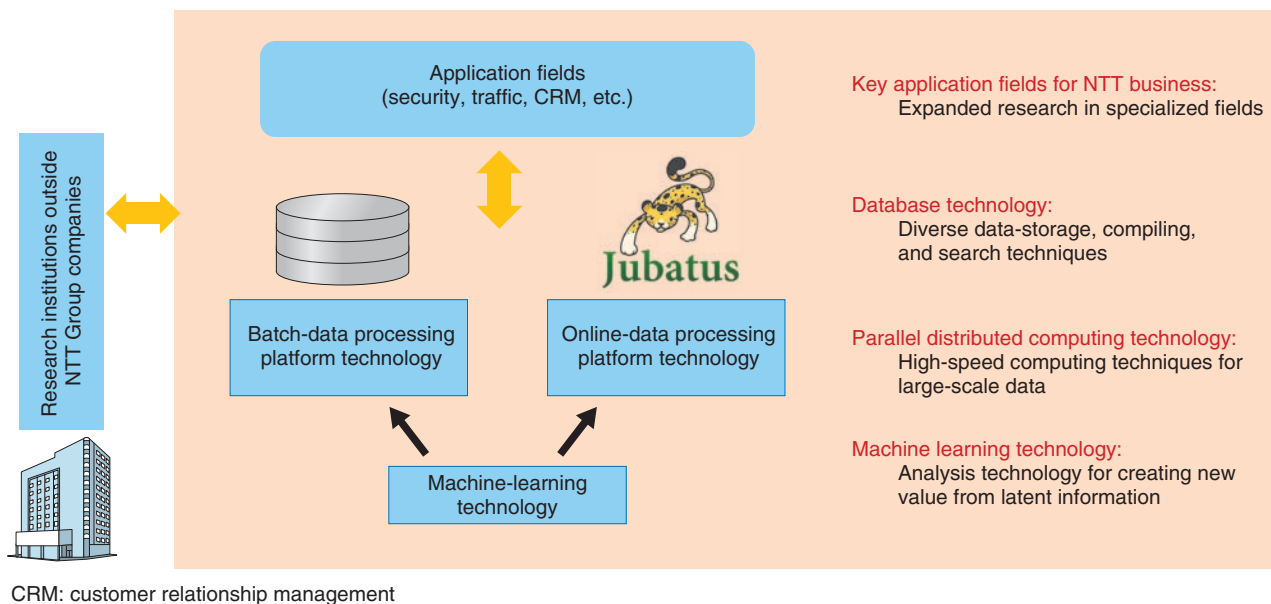 Application fields
(security, traffic, CRM, etc.)
Research institutions outside
NTT Group companies
Jubatus
Batch-data processing
platform technology
Online-data processing
platform technology
Machine-learning
technology
Key application fields for NTT business:
Expanded research in specialized fields
Database technology:
Diverse data-storage, compiling,
and search techniques
Parallel distributed computing technology:
High-speed computing techniques for
large-scale data
Machine learning technology:
Analysis technology for creating new
value from latent information
CRM: customer relationship management